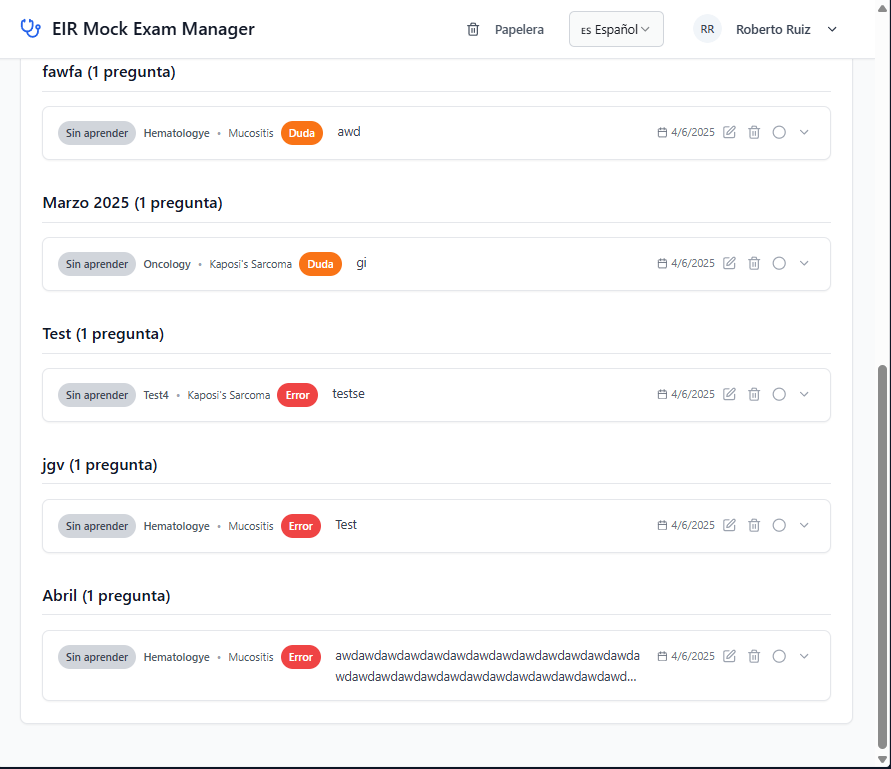 EIR Mock Exam Manager
Papelera
ES Español
RR
Roberto Ruiz
fawfa (1 pregunta)
Sin aprender Hematologye • Mucositis Duda awd 4/6/2025
Marzo 2025 (1 pregunta)
Sin aprender Oncology • Kaposi's Sarcoma Duda gi 4/6/2025
Test (1 pregunta)
Sin aprender Test4 • Kaposi's Sarcoma Error testse 4/6/2025
jgv (1 pregunta)
Sin aprender Hematologye • Mucositis Error Test 4/6/2025
Abril (1 pregunta)
Sin aprender Hematologye • Mucositis Error awdawdawdawdawdawdawdawdawdawdawdawdawdawda 4/6/2025
wdawdawdawdawdawdawdawdawdawdawdawdawdawd...